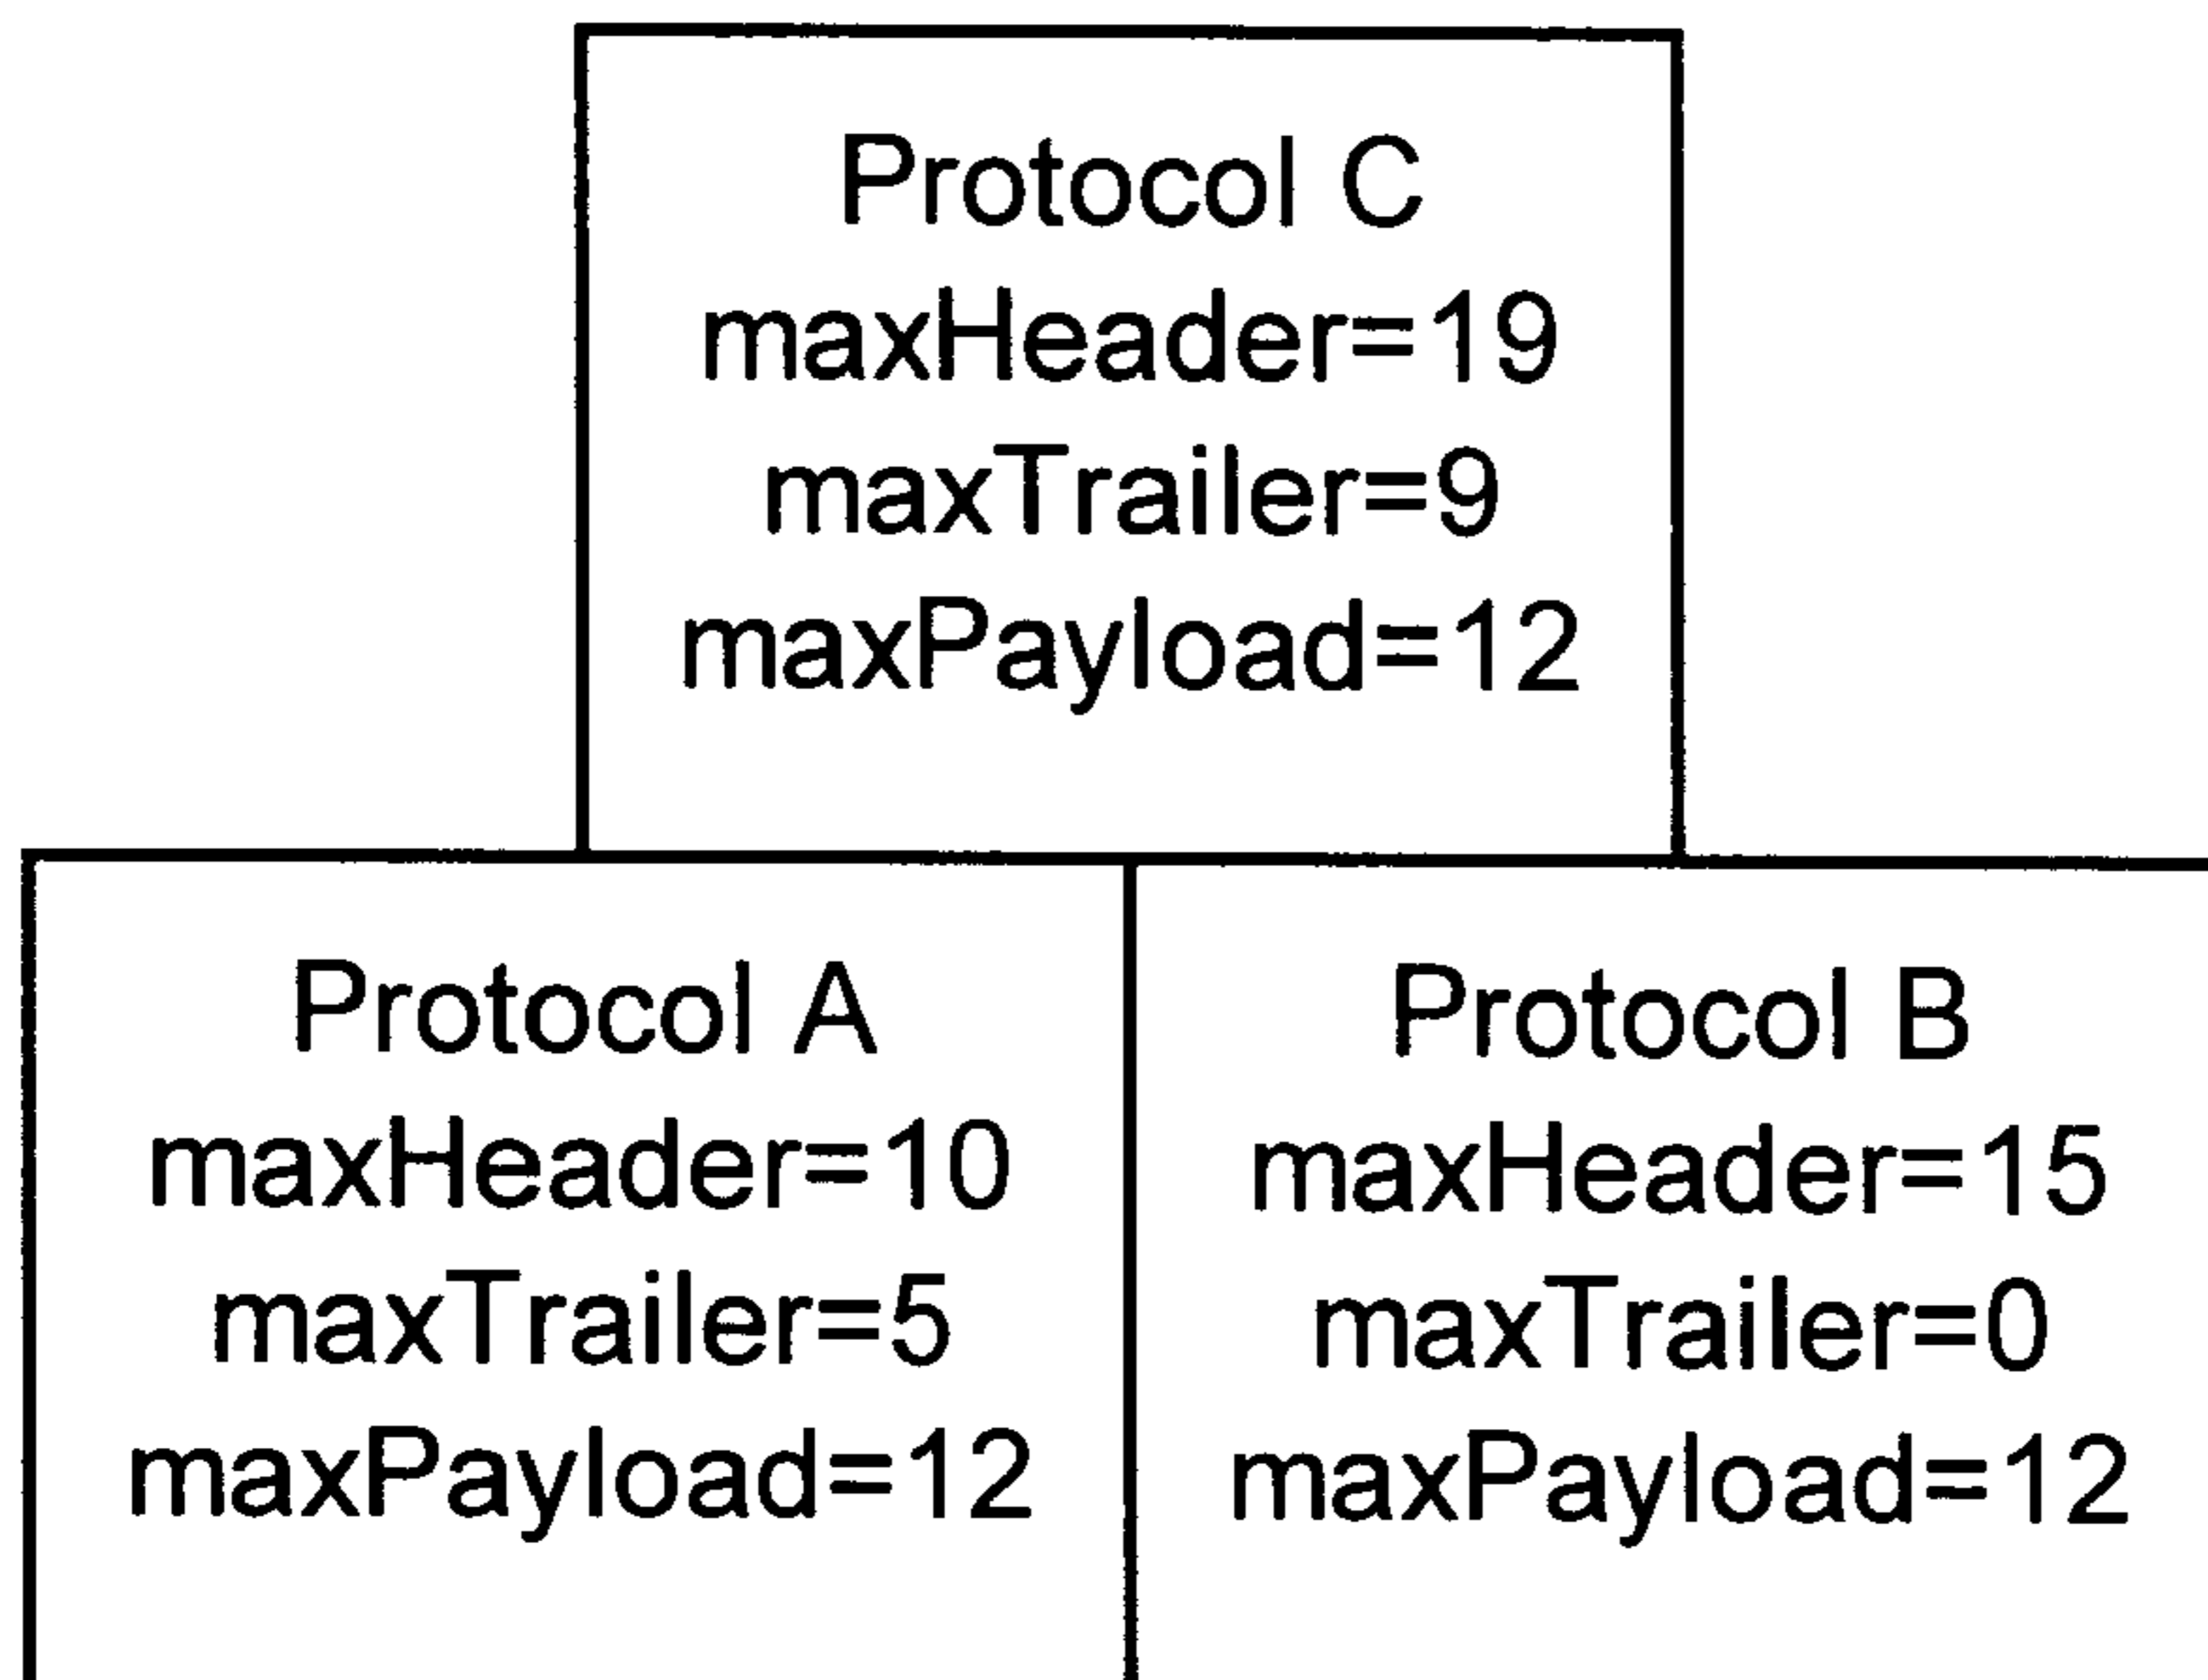 Protocol C
maxHeader=19
maxTrailer=9
maxPayload=12
Protocol A
maxHeader=10
maxTrailer=5
maxPayload=12
Protocol B
maxHeader=15
maxTrailer=0
maxPayload=12